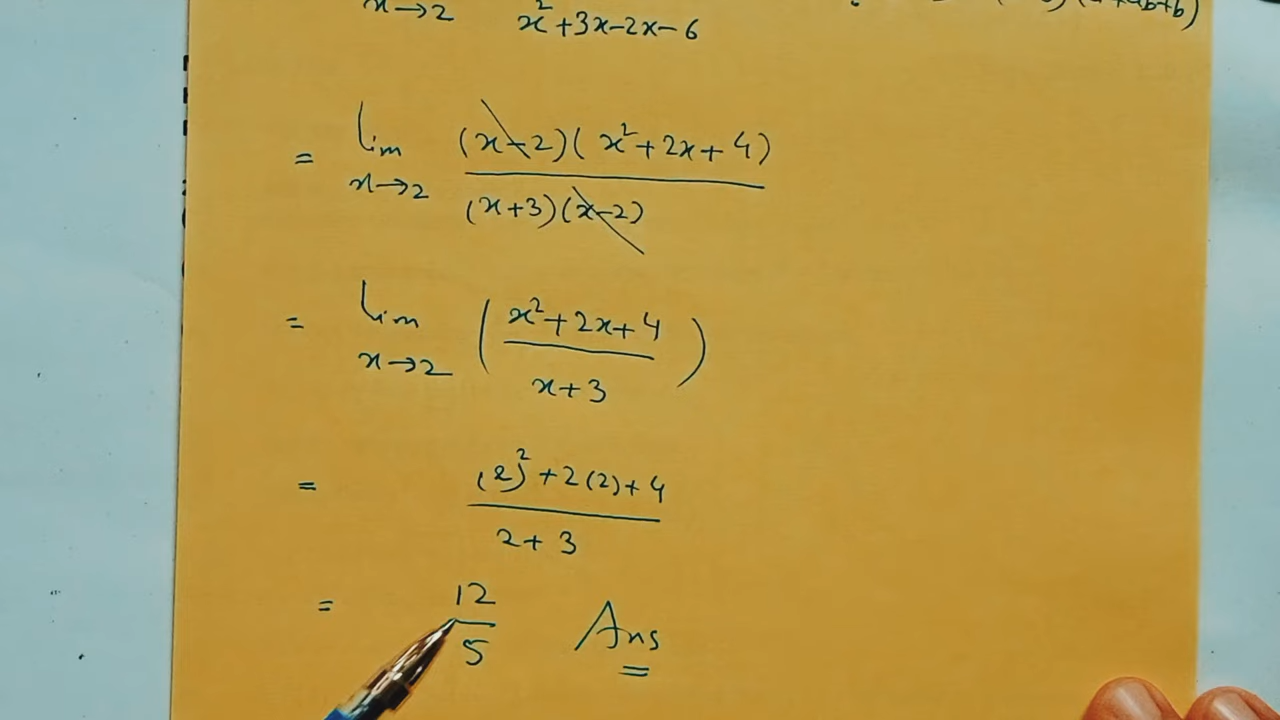 x→2 x²+3x-2x-6
= lim x→2 (x-2)(x²+2x+4) / (x+3)(x-2)
= lim x→2 (x²+2x+4 / x+3)
= (2)²+2(2)+4 / 2+3
= 12/5 Ans